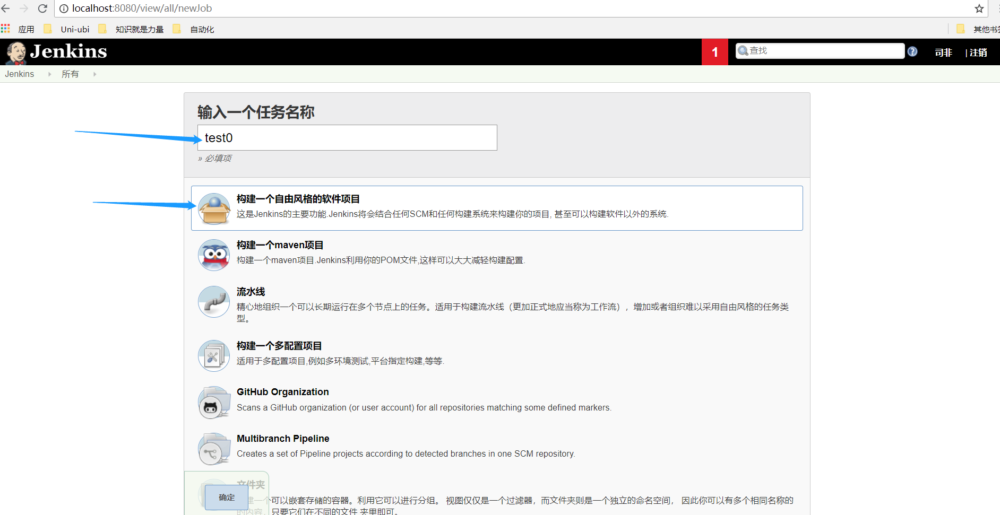 localhost:8080/view/all/newJob
应用 Uni-ubi 知识就是力量 自动化 其他书签
Jenkins 1 查找 司非 | 注销
Jenkins 所有
输入一个任务名称
test0
» 必填项
构建一个自由风格的软件项目
这是Jenkins的主要功能.Jenkins将会结合任何SCM和任何构建系统来构建你的项目, 甚至可以构建软件以外的系统.
构建一个maven项目
构建一个maven项目.Jenkins利用你的POM文件,这样可以大大减轻构建配置.
流水线
精心地组织一个可以长期运行在多个节点上的任务。适用于构建流水线（更加正式地应当称为工作流），增加或者组织难以采用自由风格的任务类
型。
构建一个多配置项目
适用于多配置项目,例如多环境测试,平台指定构建,等等.
GitHub Organization
Scans a GitHub organization (or user account) for all repositories matching some defined markers.
Multibranch Pipeline
Creates a set of Pipeline projects according to detected branches in one SCM repository.
文件夹
确定
建一个可以嵌套存储的容器。利用它可以进行分组。 视图仅仅是一个过滤器，而文件夹则是一个独立的命名空间， 因此你可以有多个相同名称的
的内容，只要它们在不同的文件 夹里即可。